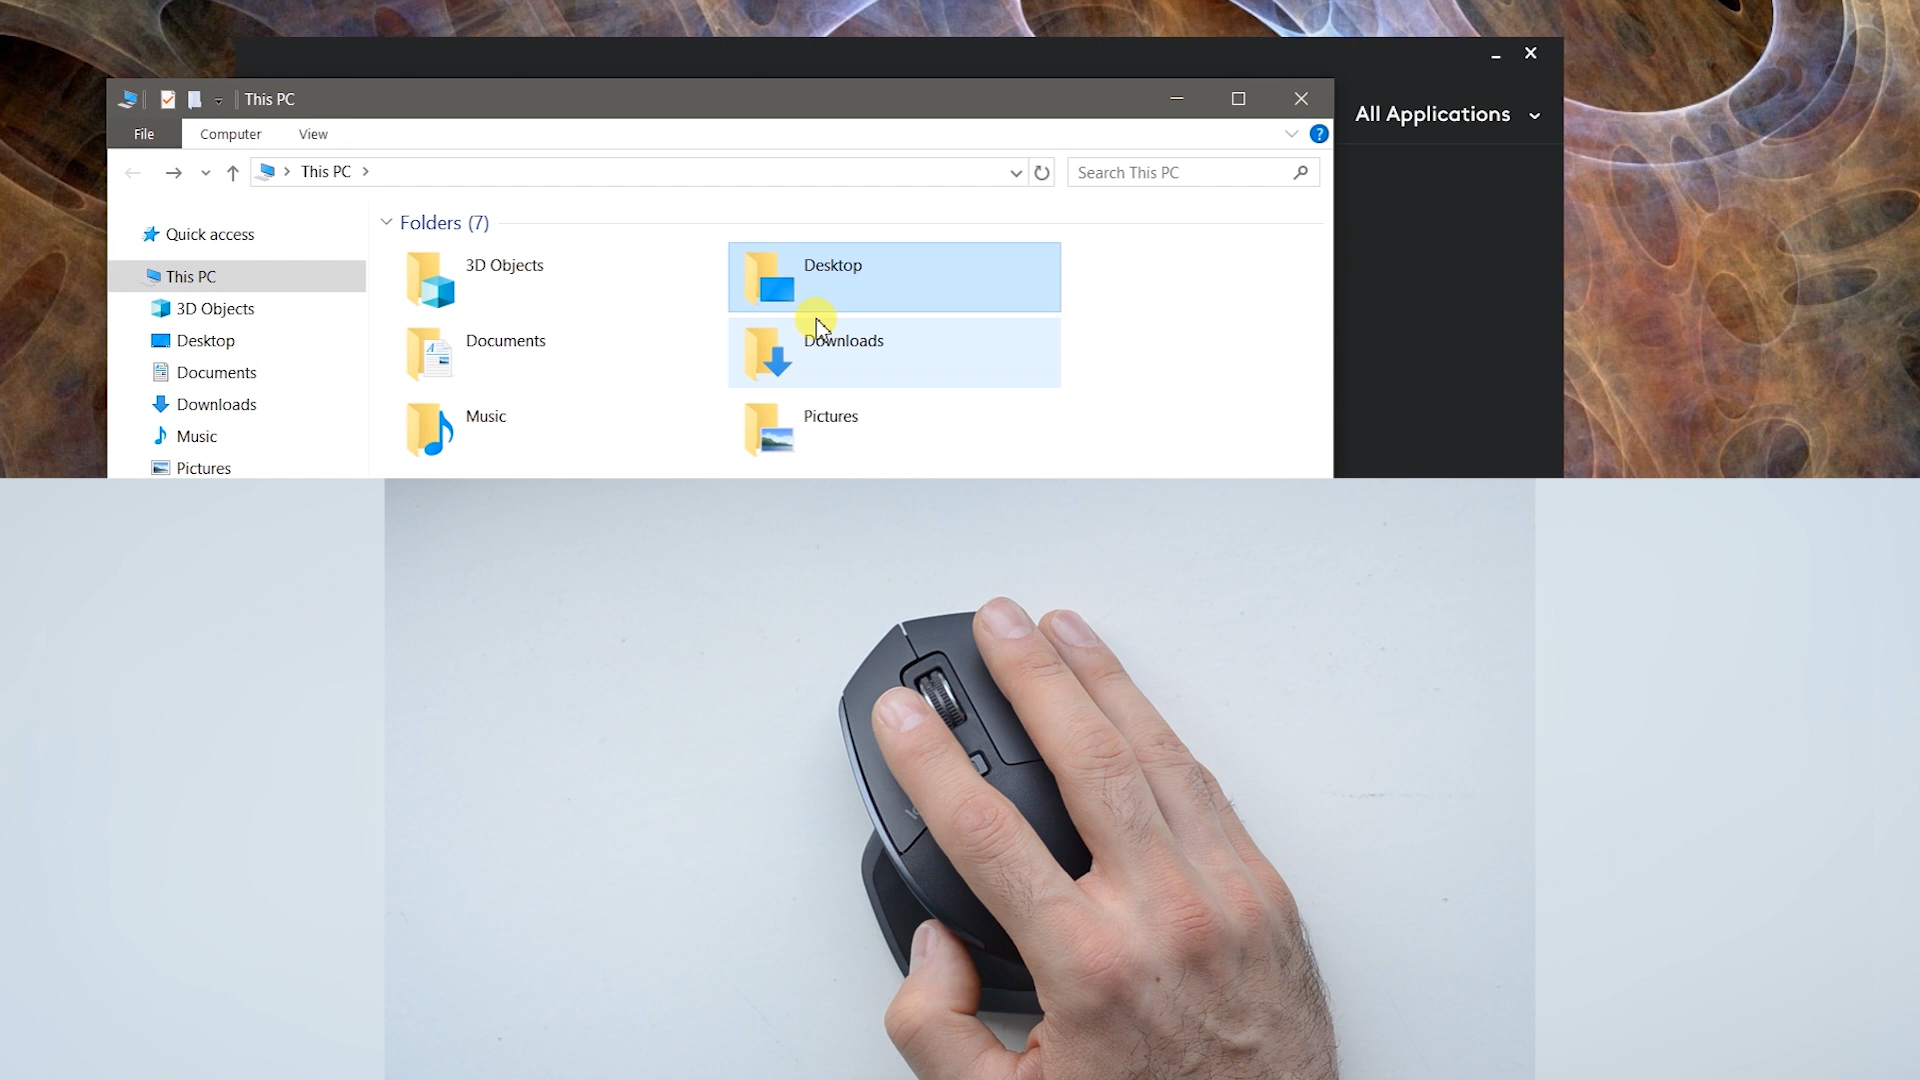 All Applications
This PC
File Computer View
This PC
Search This PC
Folders (7)
Quick access
This PC
3D Objects
Desktop
Documents
Downloads
Music
Pictures
3D Objects
Desktop
Documents
Downloads
Music
Pictures